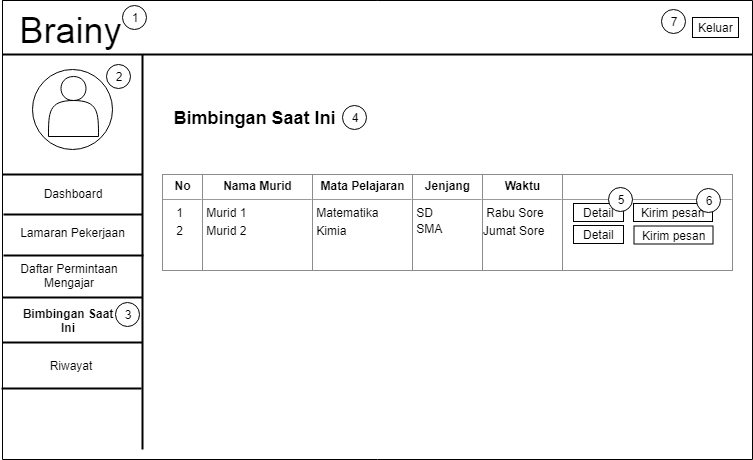 Brainy 1
7 Keluar
2
Dashboard
Lamaran Pekerjaan
Daftar Permintaan
Mengajar
Bimbingan Saat
Ini
3
Riwayat
Bimbingan Saat Ini 4
No Nama Murid Mata Pelajaran Jenjang Waktu
5 6
1 Murid 1 Matematika SD Rabu Sore Detail Kirim pesan
2 Murid 2 Kimia SMA Jumat Sore Detail Kirim pesan